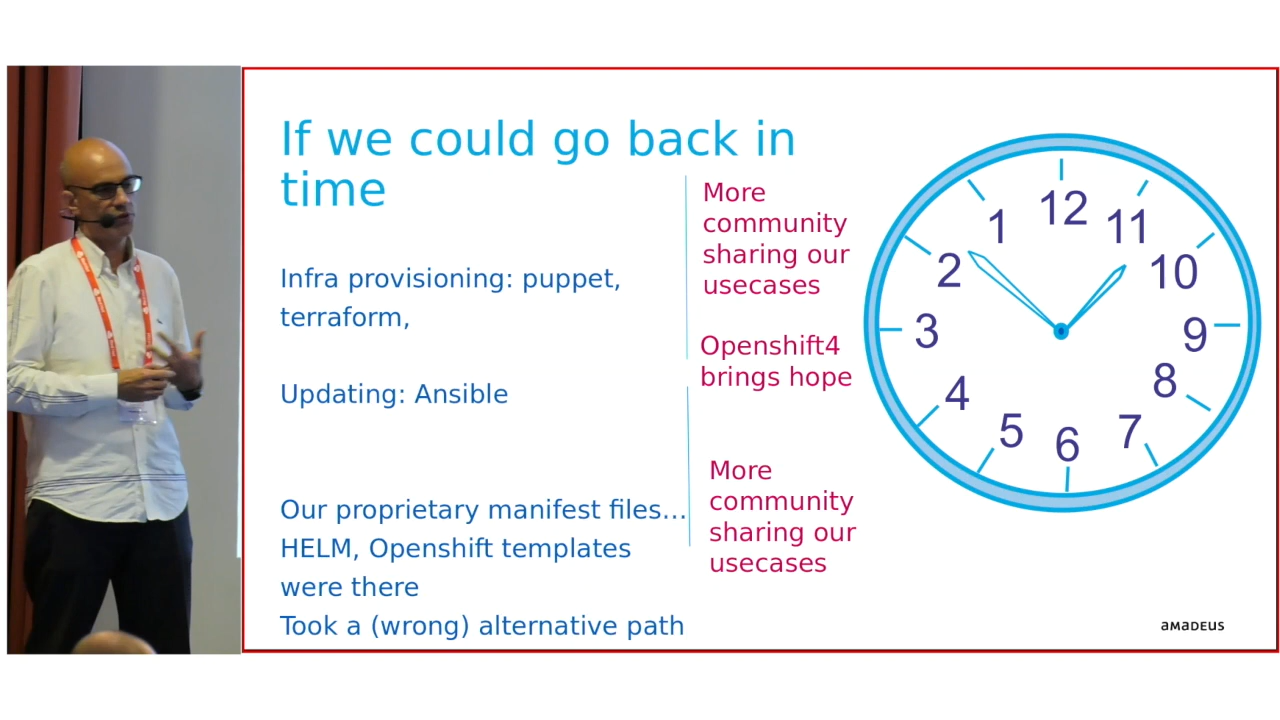 If we could go back in
time
Infra provisioning: puppet,
terraform,
Updating: Ansible
Our proprietary manifest files...
HELM, Openshift templates
were there
Took a (wrong) alternative path
More
community
sharing our
usecases
Openshift4
brings hope
More
community
sharing our
usecases
12
1
11
2
10
3
9
4
8
5
7
6
amadeus